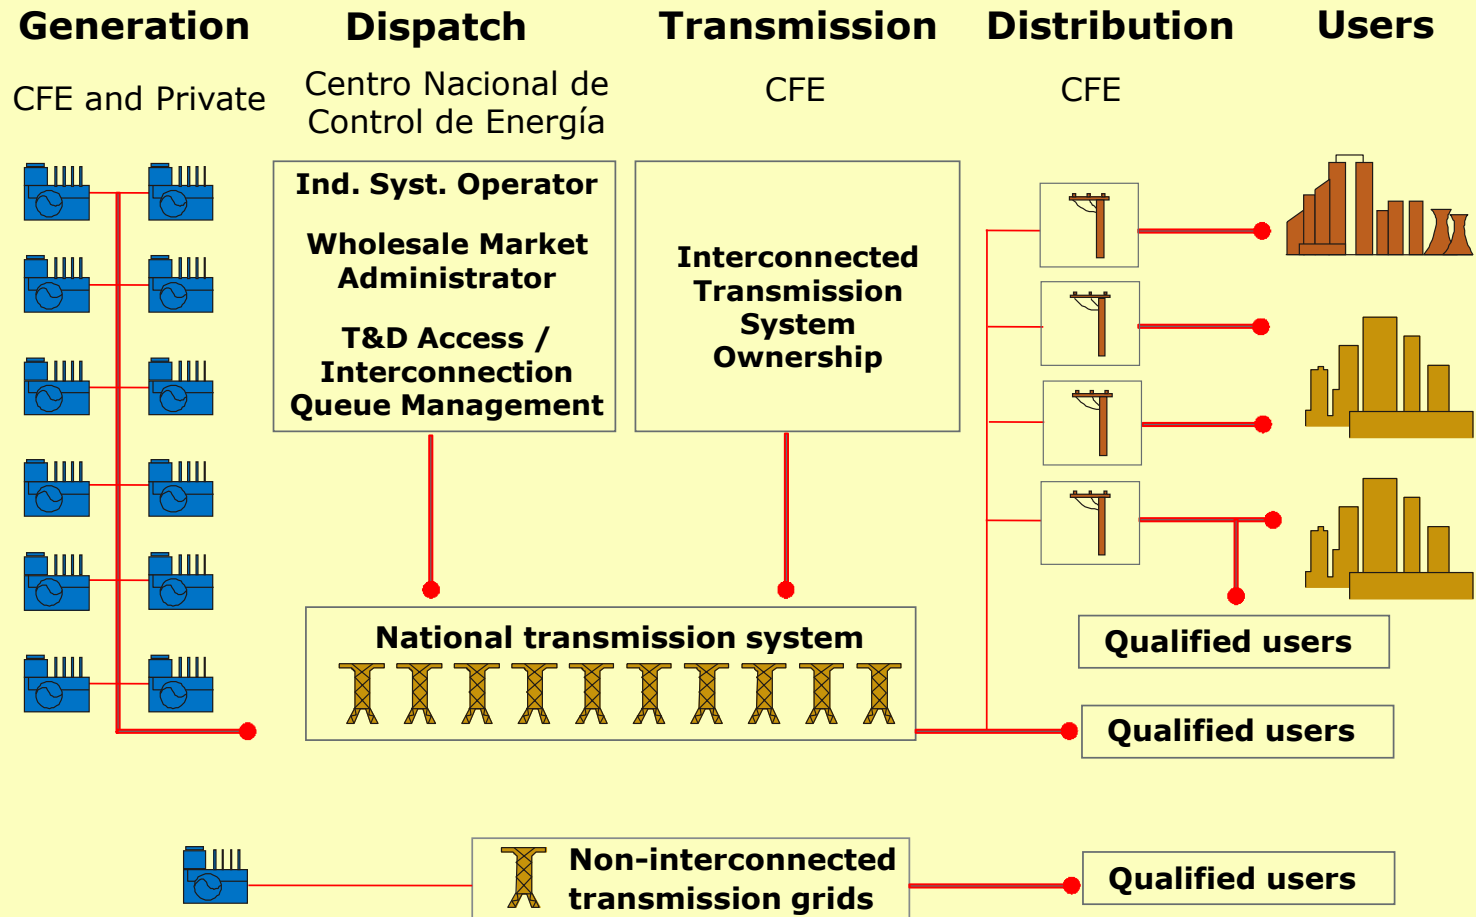 Generation
Dispatch
Transmission
Distribution
Users
CFE and Private
Centro Nacional de
Control de Energía
CFE
CFE
Ind. Syst. Operator
Wholesale Market
Administrator
T&D Access /
Interconnection
Queue Management
Interconnected
Transmission
System
Ownership
National transmission system
Qualified users
Qualified users
Non-interconnected
transmission grids
Qualified users